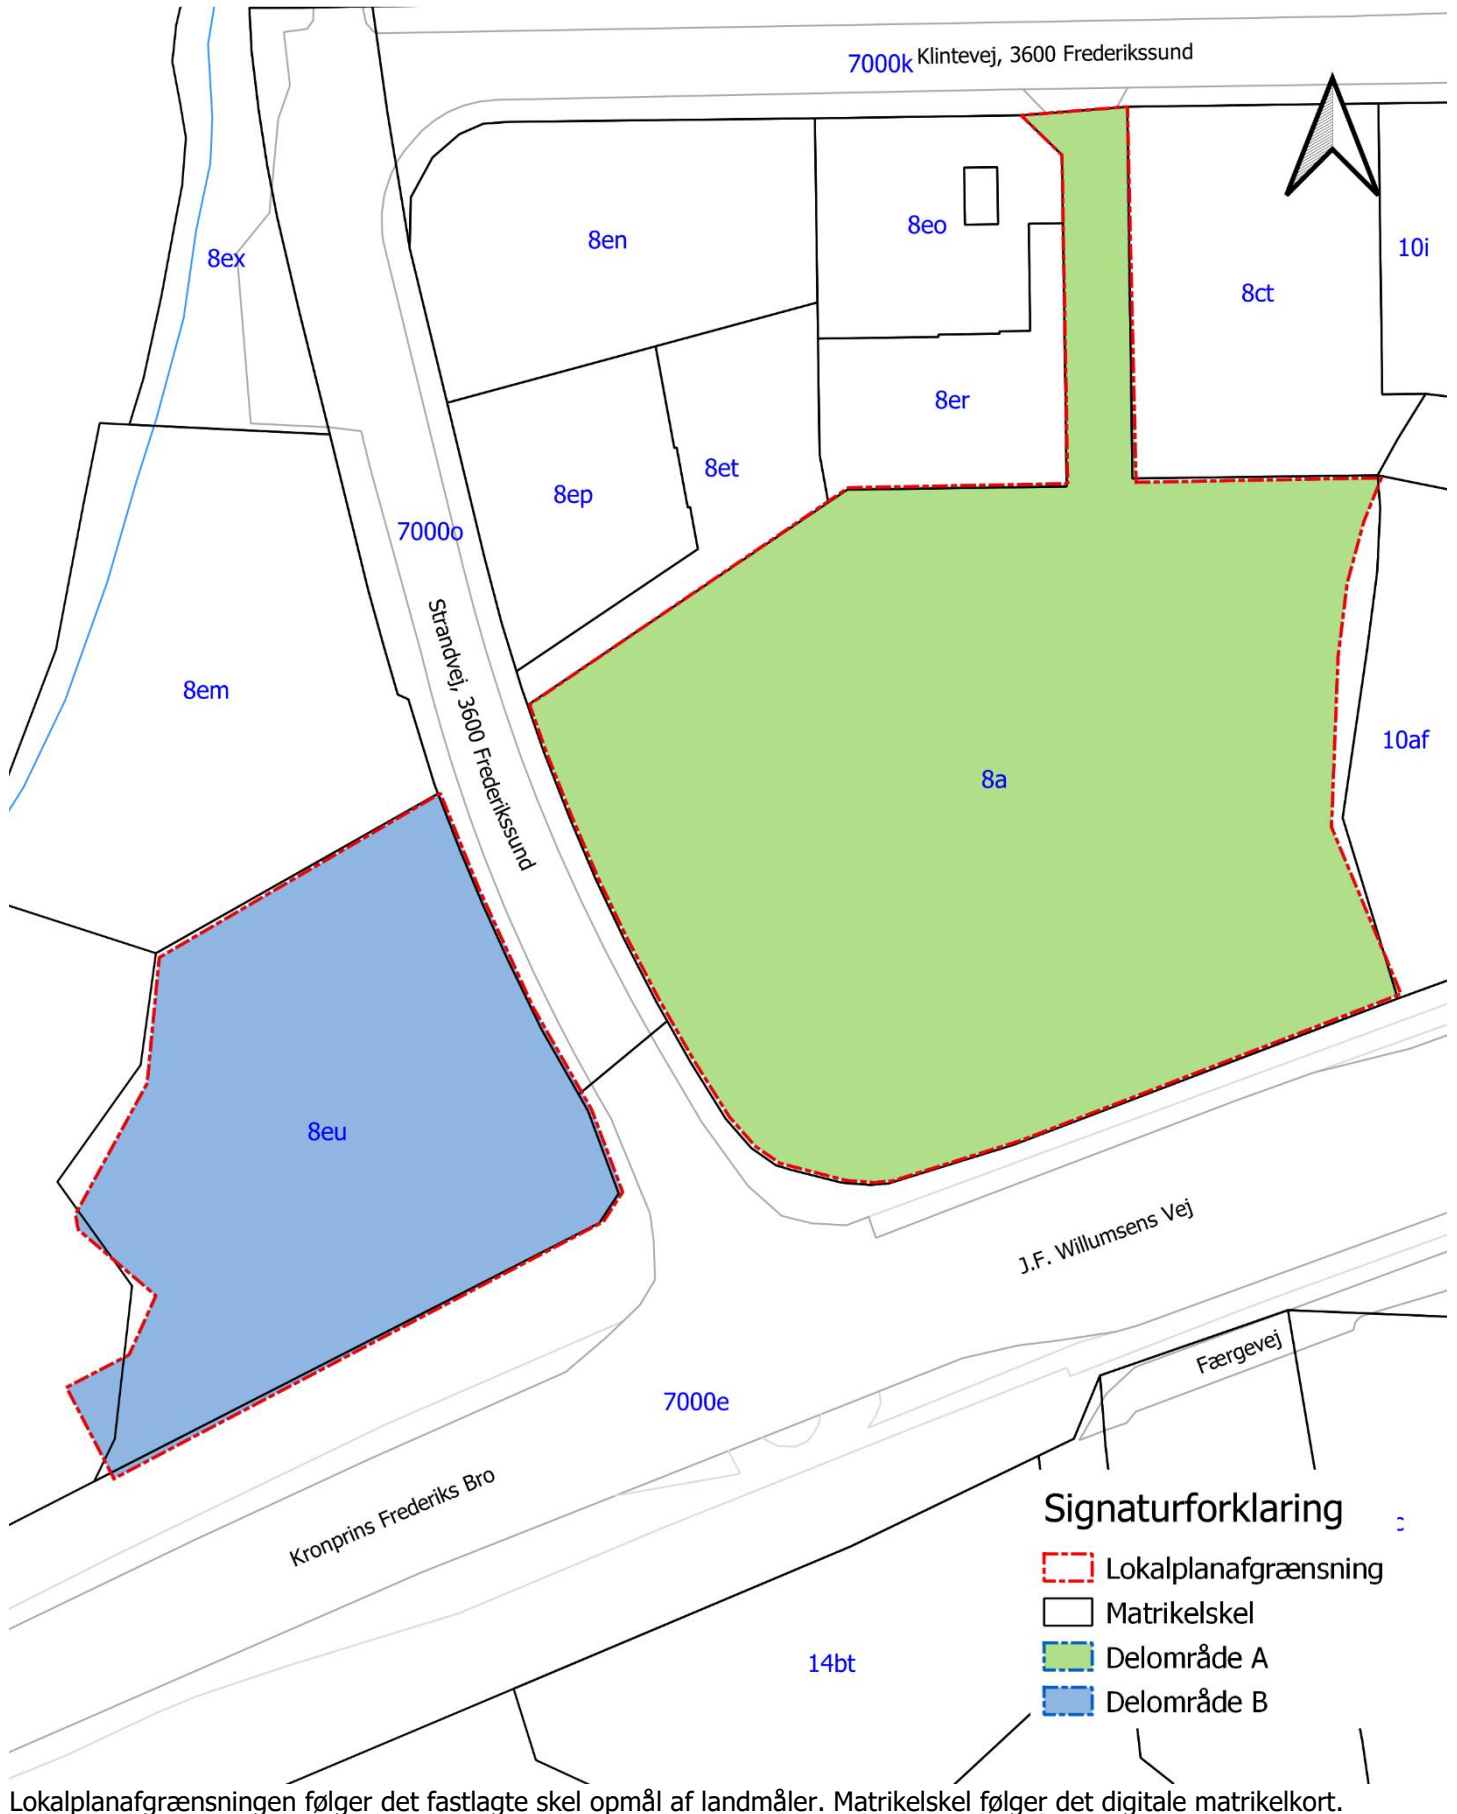 7000k
Klintevej, 3600 Frederikssund
8eo
8en
10i
8ex
8ct
8er
8et
8ep
7000o
Strandvej, 3600 Frederikssund
8em
10af
8a
8eu
J.F. Willumsens Vej
Færgevej
7000e
Kronprins Frederiks Bro
Signaturforklaring
Lokalplanafgrænsning
Matrikelskel
Delområde A
14bt
Delområde B
Lokalplanafgrænsningen følger det fastlagte skel opmål af landmåler. Matrikelskel følger det digitale matrikelkort.